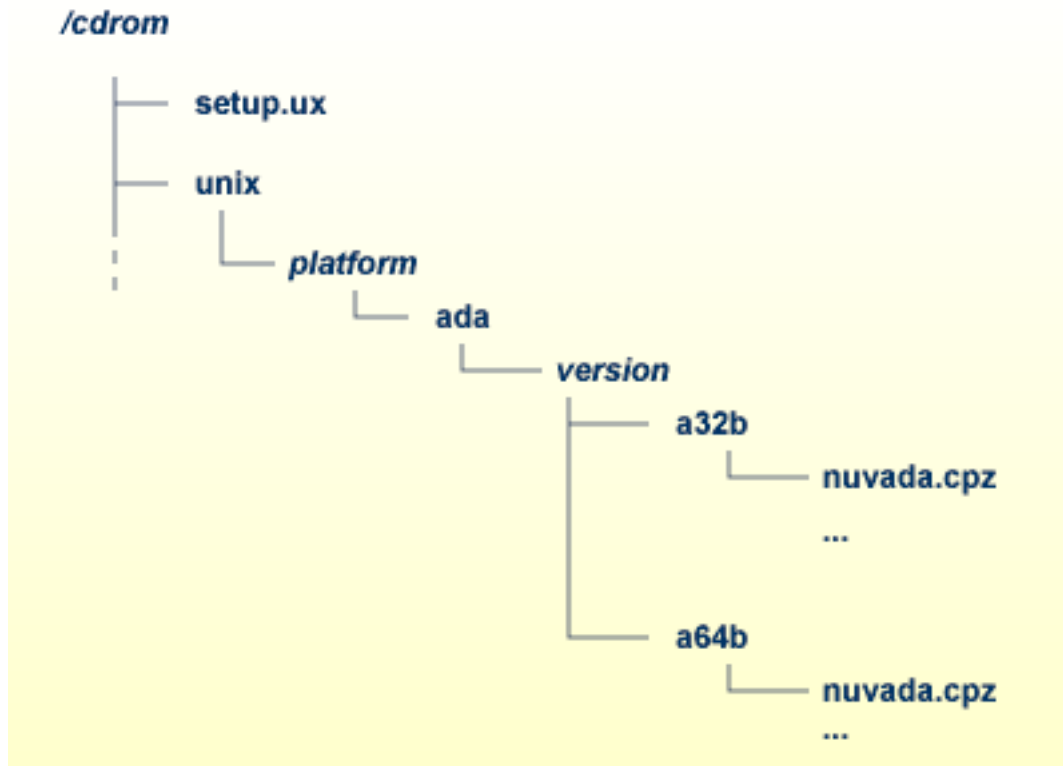 /cdrom
setup.ux
unix
platform
ada
version
a32b
nuvada.cpz
...
a64b
nuvada.cpz
...